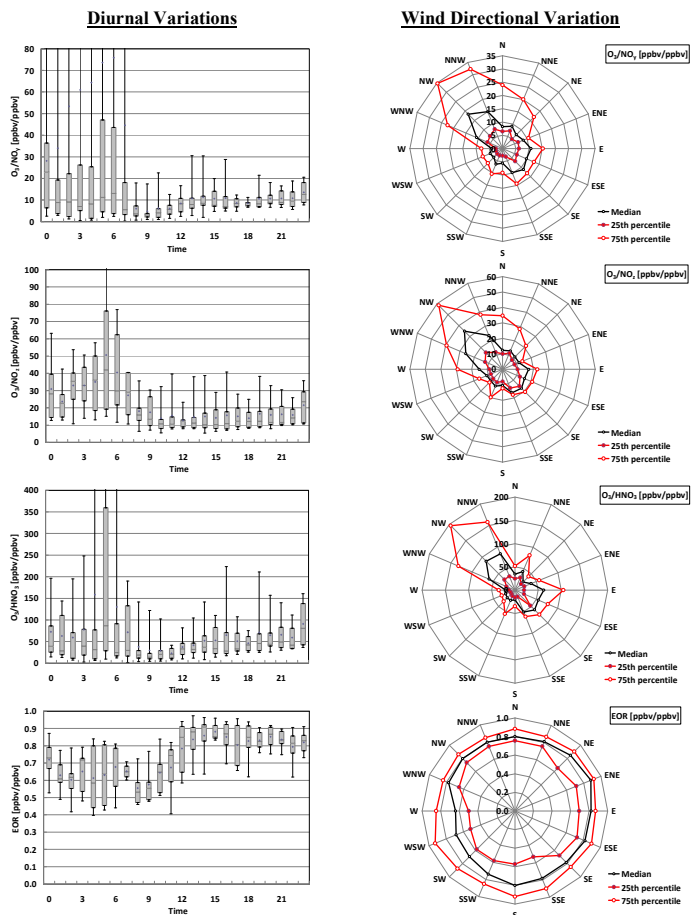 Diurnal Variations
Wind Directional Variation
O₃/NOᵧ [ppbv/ppbv]
80
70
60
50
40
30
20
10
0
0 3 6 9 12 15 18 21
Time
O₃/NOᵧ [ppbv/ppbv]
N
NNW NNE
NW NE
WNW ENE
W E
WSW ESE
SW SE
SSW SSE
S
35
30
25
20
15
10
5
0
Median
25th percentile
75th percentile
O₃/NO₂ [ppbv/ppbv]
100
90
80
70
60
50
40
30
20
10
0
0 3 6 9 12 15 18 21
Time
O₃/NO₂ [ppbv/ppbv]
N
NNW NNE
NW NE
WNW ENE
W E
WSW ESE
SW SE
SSW SSE
S
60
50
40
30
20
10
0
Median
25th percentile
75th percentile
O₃/HNO₃ [ppbv/ppbv]
400
350
300
250
200
150
100
50
0
0 3 6 9 12 15 18 21
Time
O₃/HNO₃ [ppbv/ppbv]
N
NNW NNE
NW NE
WNW ENE
W E
WSW ESE
SW SE
SSW SSE
S
200
150
100
50
0
Median
25th percentile
75th percentile
EOR [ppbv/ppbv]
1.0
0.9
0.8
0.7
0.6
0.5
0.4
0.3
0.2
0.1
0.0
0 3 6 9 12 15 18 21
Time
EOR [ppbv/ppbv]
N
NNW NNE
NW NE
WNW ENE
W E
WSW ESE
SW SE
SSW SSE
S
1.0
0.8
0.6
0.4
0.2
0.0
Median
25th percentile
75th percentile